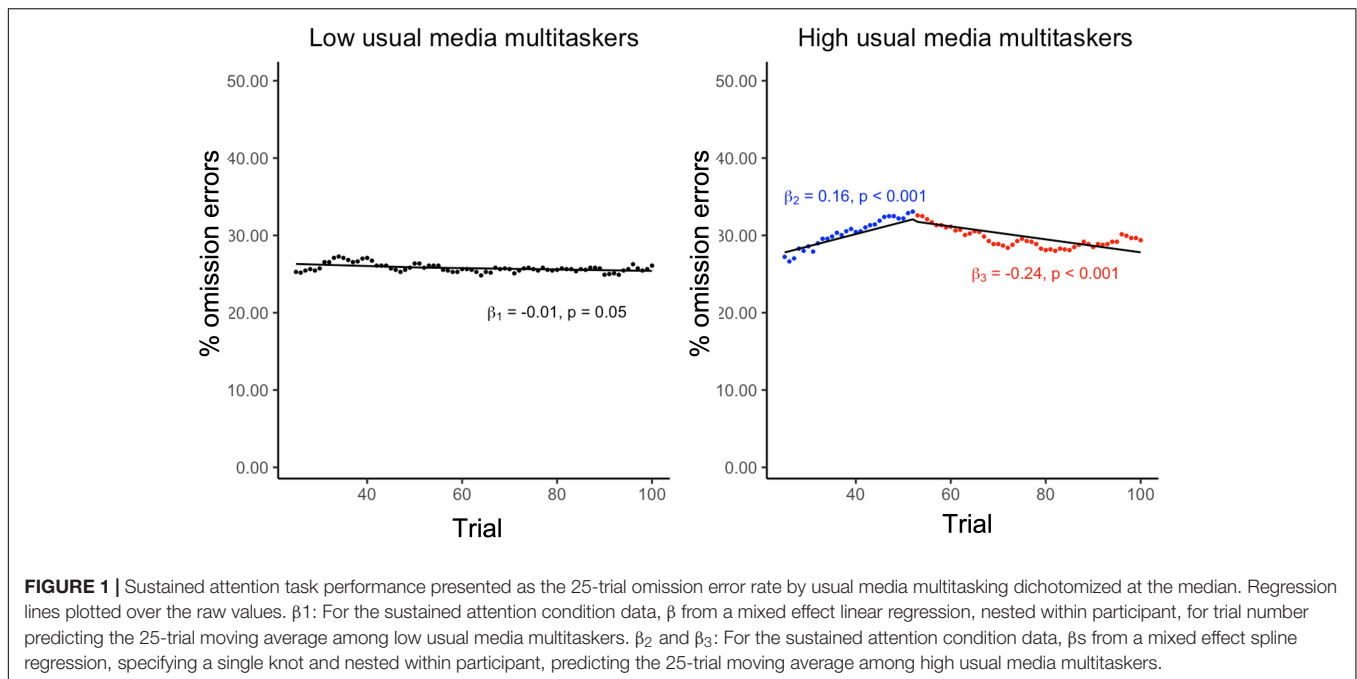 Low usual media multitaskers
High usual media multitaskers
50.00
40.00
30.00
20.00
10.00
0.00
% omission errors
β1 = -0.01, p = 0.05
40
60
80
100
Trial
50.00
40.00
30.00
20.00
10.00
0.00
% omission errors
β2 = 0.16, p < 0.001
β3 = -0.24, p < 0.001
40
60
80
100
Trial
FIGURE 1 | Sustained attention task performance presented as the 25-trial omission error rate by usual media multitasking dichotomized at the median. Regression
lines plotted over the raw values. β1: For the sustained attention condition data, β from a mixed effect linear regression, nested within participant, for trial number
predicting the 25-trial moving average among low usual media multitaskers. β2 and β3: For the sustained attention condition data, βs from a mixed effect spline
regression, specifying a single knot and nested within participant, predicting the 25-trial moving average among high usual media multitaskers.